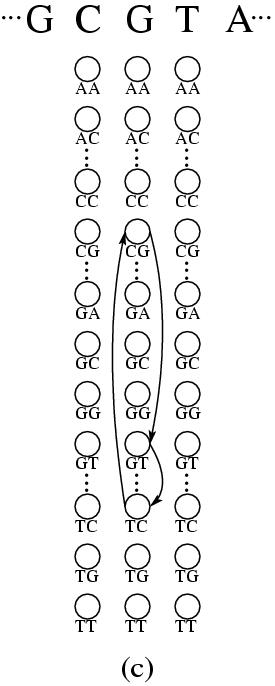 ...G C G T A...
AA AA AA
AC AC AC
CC CC CC
CG CG CG
GA GA GA
GC GC GC
GG GG GG
GT GT GT
TC TC TC
TG TG TG
TT TT TT
(c)